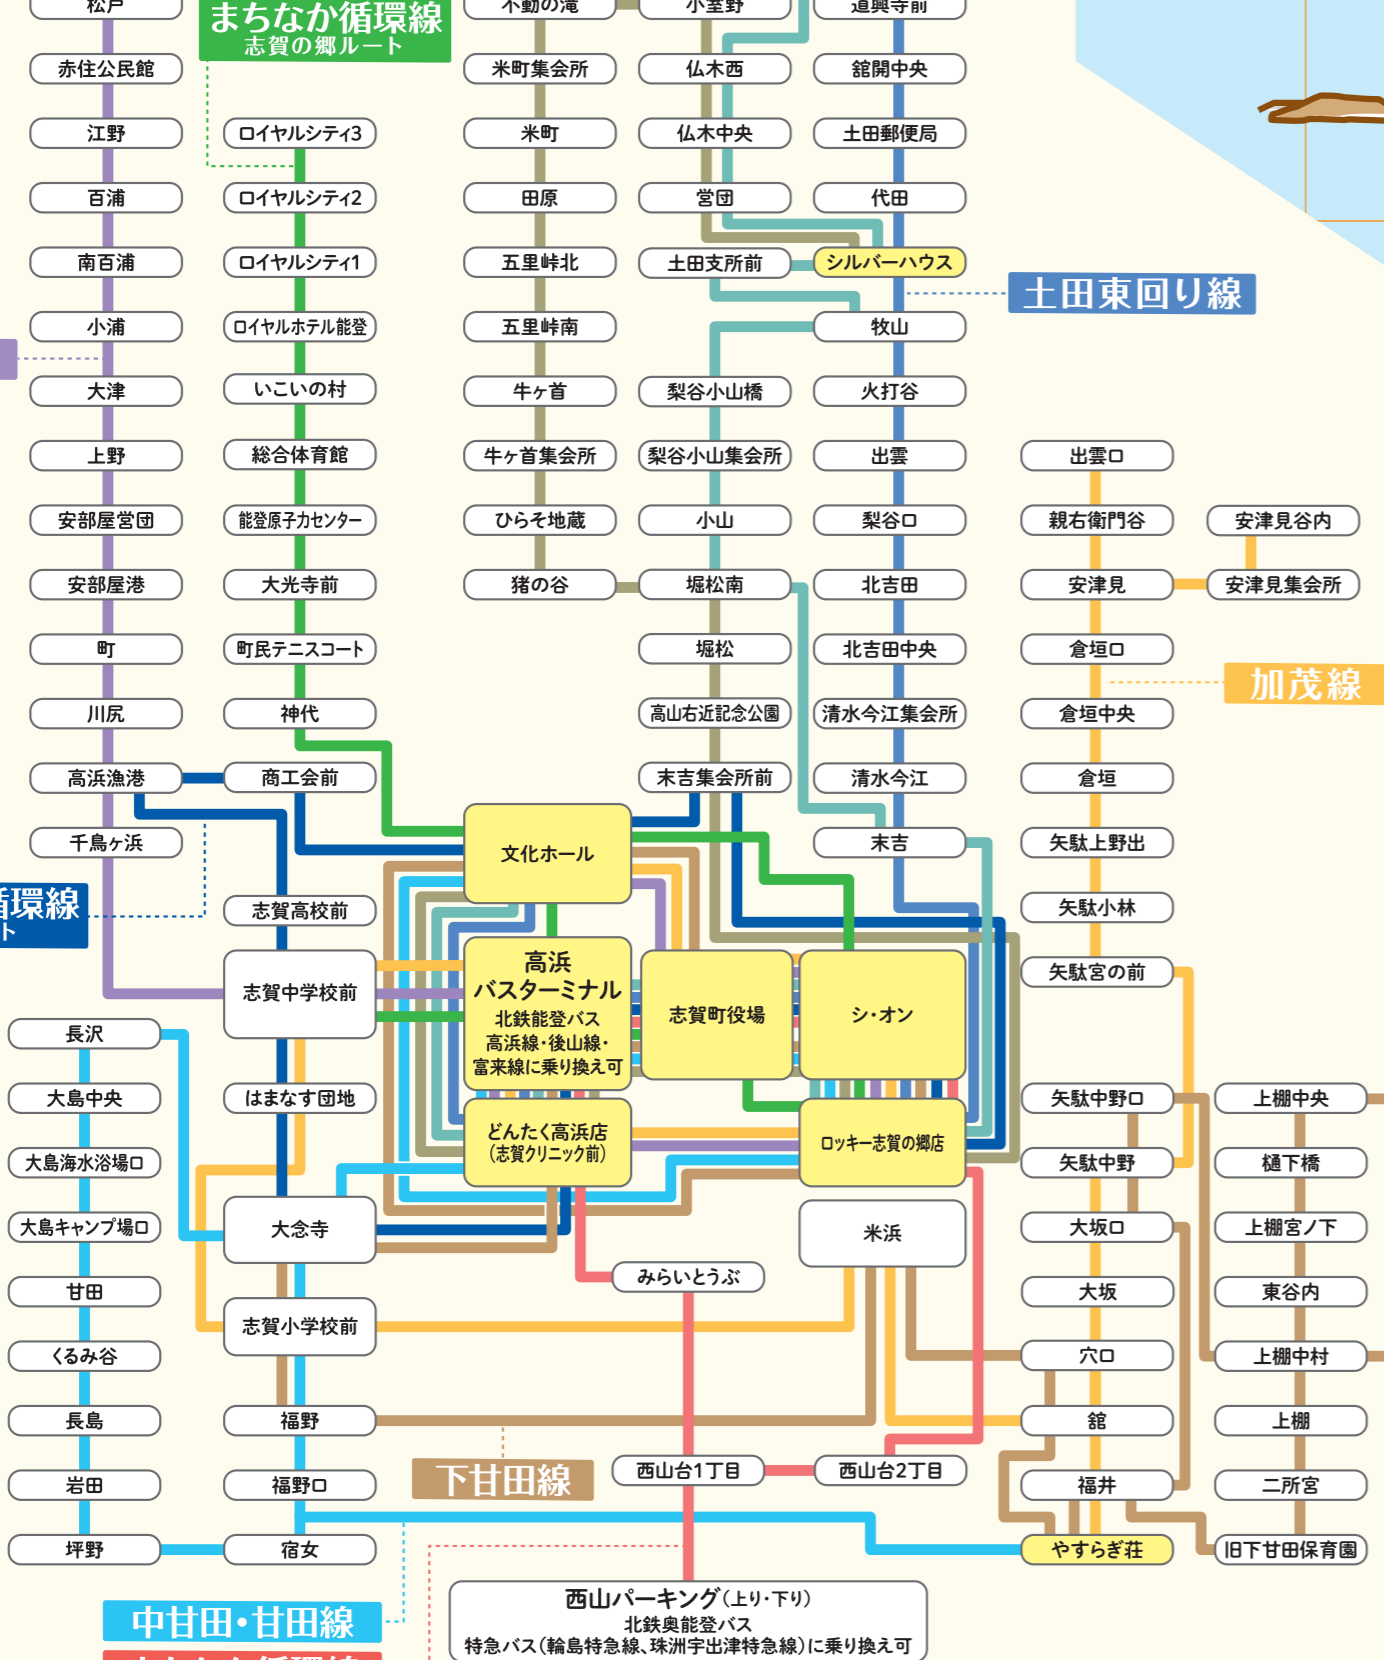 松戸
赤住公民館
江野
百浦
南百浦
小浦
大津
上野
安部屋営団
安部屋港
町
川尻
高浜漁港
千鳥ヶ浜
まちなか循環線
志賀の郷ルート
ロイヤルシティ3
ロイヤルシティ2
ロイヤルシティ1
ロイヤルホテル能登
いこいの村
総合体育館
能登原子力センター
大光寺前
町民テニスコート
神代
商工会前
循環線
ト
志賀高校前
志賀中学校前
はまなす団地
大念寺
志賀小学校前
福野
福野口
宿女
長沢
大島中央
大島海水浴場口
大島キャンプ場口
甘田
くるみ谷
長島
岩田
坪野
中甘田・甘田線
不動の滝
米町集会所
米町
田原
五里峠北
五里峠南
牛ヶ首
牛ヶ首集会所
ひらそ地蔵
猪の谷
小室野
仏木西
仏木中央
営団
土田支所前
梨谷小山橋
梨谷小山集会所
小山
堀松南
堀松
高山右近記念公園
末吉集会所前
道興寺前
舘開中央
土田郵便局
代田
シルバーハウス
土田東回り線
牧山
火打谷
出雲
梨谷口
北吉田
北吉田中央
清水今江集会所
清水今江
末吉
文化ホール
高浜
バスターミナル
北鉄能登バス
高浜線・後山線・
富来線に乗り換え可
志賀町役場
シ・オン
どんたく高浜店
(志賀クリニック前)
ロッキー志賀の郷店
米浜
みらいとうぶ
西山台1丁目
西山台2丁目
下甘田線
西山パーキング(上り・下り)
北鉄奥能登バス
特急バス(輪島特急線、珠洲宇出津特急線)に乗り換え可
出雲口
親右衛門谷
安津見
安津見谷内
安津見集会所
倉垣口
加茂線
倉垣中央
倉垣
矢駄上野出
矢駄小林
矢駄宮の前
矢駄中野口
矢駄中野
大坂口
大坂
穴口
舘
福井
やすらぎ荘
上棚中央
樋下橋
上棚宮ノ下
東谷内
上棚中村
上棚
二所宮
旧下甘田保育園